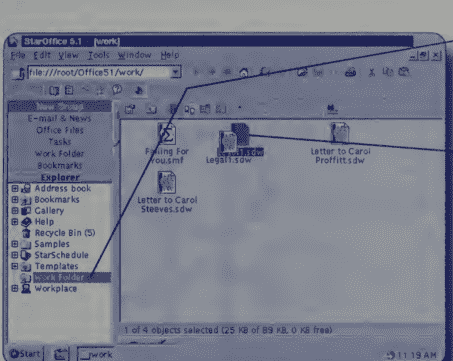 StarOffice 5.1 [work]
File Edit View Tools Window Help
file:///root/Office51/work/
New Group
E-mail & News
Office Files
Tasks
Work Folder
Bookmarks
Explorer
Address book
Bookmarks
Gallery
Help
Recycle Bin (5)
Samples
StarSchedule
Templates
Work Folder
Workplace
Falling For
You.smf
Legal1.sdw
Letter to Carol
Proffitt.sdw
Letter to Carol
Steeves.sdw
1 of 4 objects selected (25 KB of 89 KB, 0 KB free)
Start
work
11:19 AM